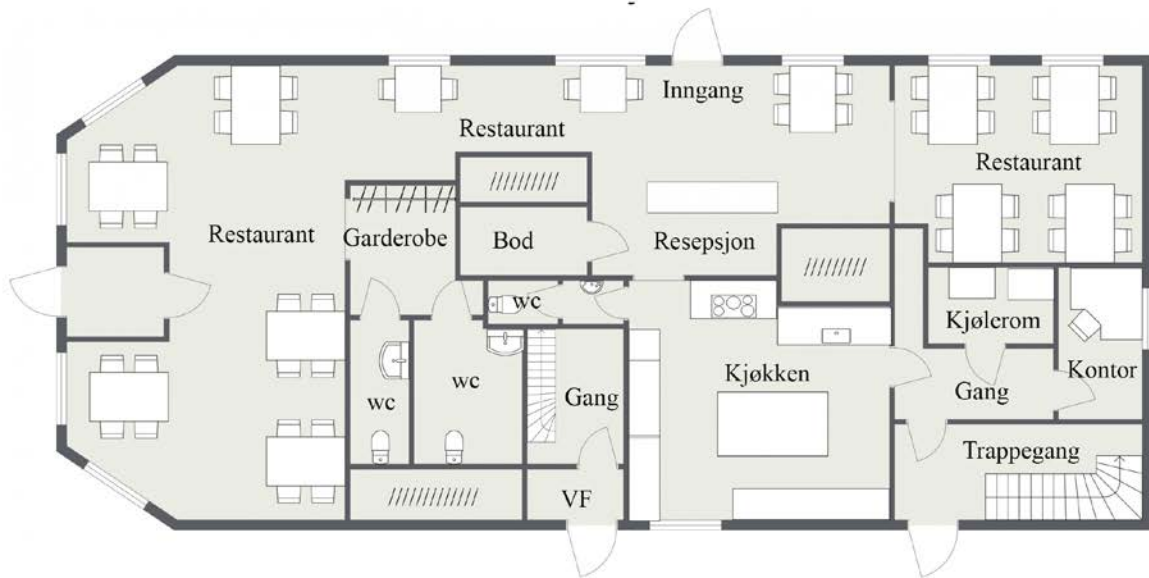 Inngang
Restaurant
Restaurant
Restaurant
Garderobe
Bod
Resepsjon
wc
Kjølerom
Kjøkken
wc
wc
Gang
Gang
Kontor
Trappegang
VF